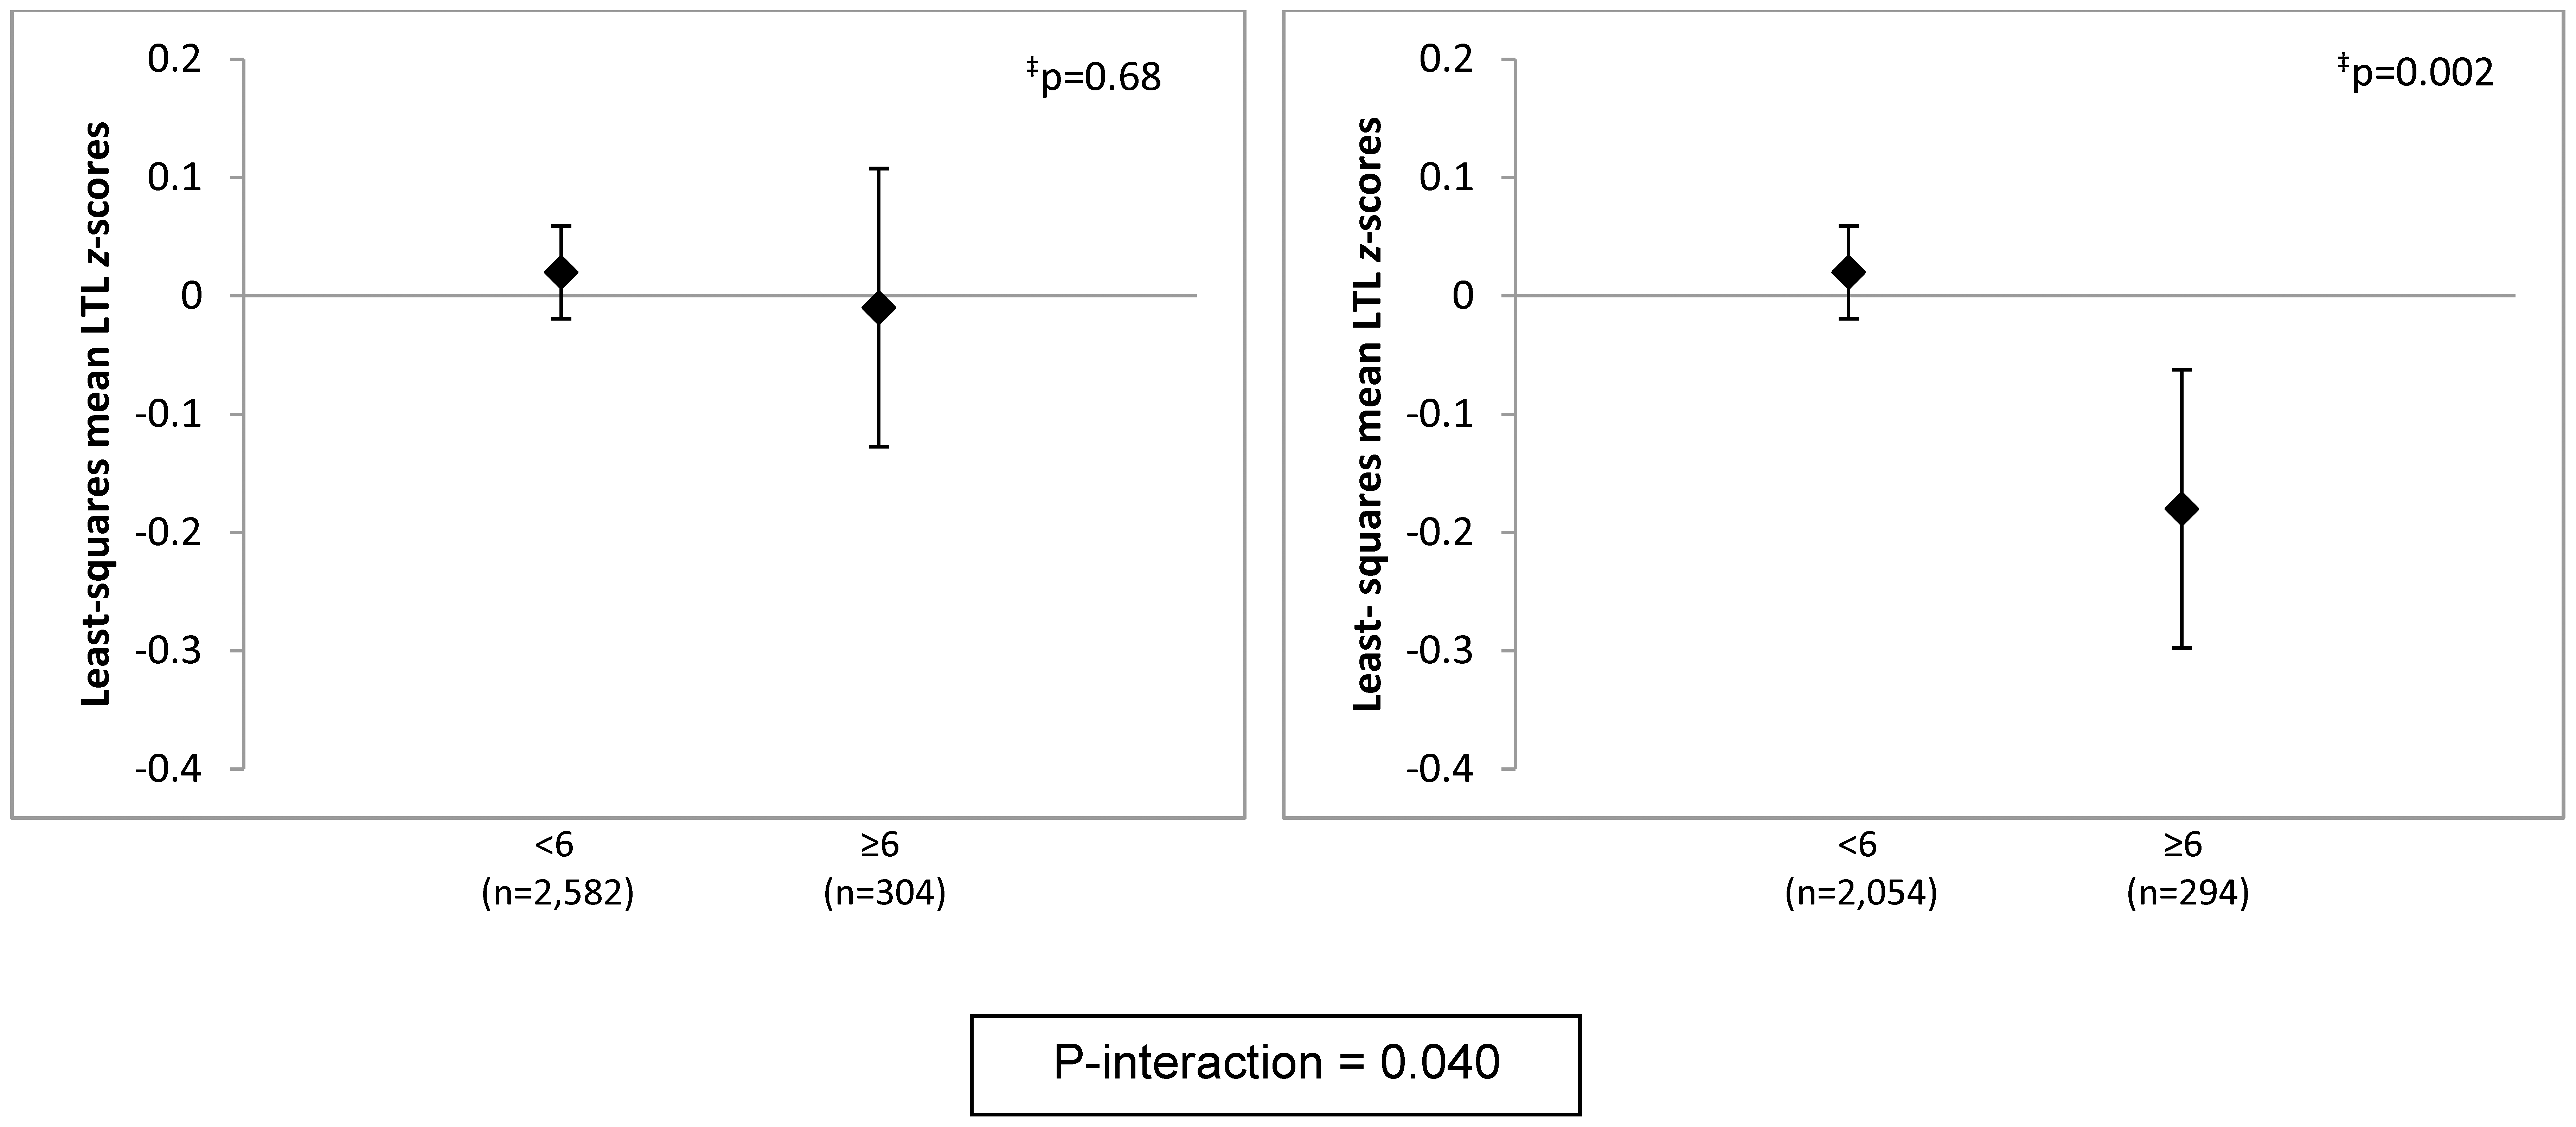 0.2
0.1
0
-0.1
-0.2
-0.3
-0.4
Least-squares mean LTL z-scores
‡p=0.68
<6
(n=2,582)
≥6
(n=304)
0.2
0.1
0
-0.1
-0.2
-0.3
-0.4
Least- squares mean LTL z-scores
‡p=0.002
<6
(n=2,054)
≥6
(n=294)
P-interaction = 0.040